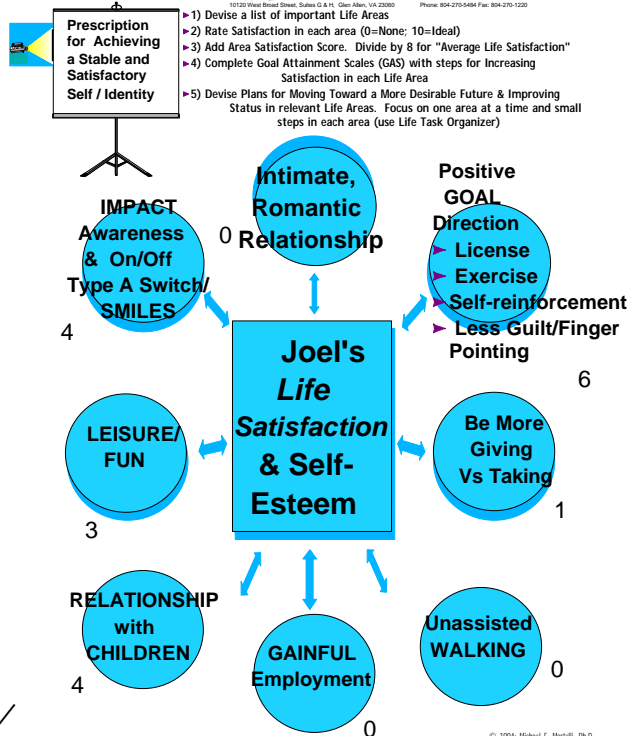 10120 West Broad Street, Suites G & H, Glen Allen, VA 23060 Phone: 804-270-5484 Fax: 804-270-1220
Prescription
for Achieving
a Stable and
Satisfactory
Self / Identity
1) Devise a list of important Life Areas
2) Rate Satisfaction in each area (0=None; 10=Ideal)
3) Add Area Satisfaction Score. Divide by 8 for "Average Life Satisfaction"
4) Complete Goal Attainment Scales (GAS) with steps for Increasing
Satisfaction in each Life Area
5) Devise Plans for Moving Toward a More Desirable Future & Improving
Status in relevant Life Areas. Focus on one area at a time and small
steps in each area (use Life Task Organizer)
IMPACT
Awareness
& On/Off
Type A Switch/
SMILES
4
Intimate,
Romantic
Relationship
0
Positive
GOAL
Direction
License
Exercise
Self-reinforcement
Less Guilt/Finger
Pointing
6
Joel's
Life
Satisfaction
& Self-
Esteem
LEISURE/
FUN
3
Be More
Giving
Vs Taking
1
RELATIONSHIP
with
CHILDREN
4
GAINFUL
Employment
0
Unassisted
WALKING
0